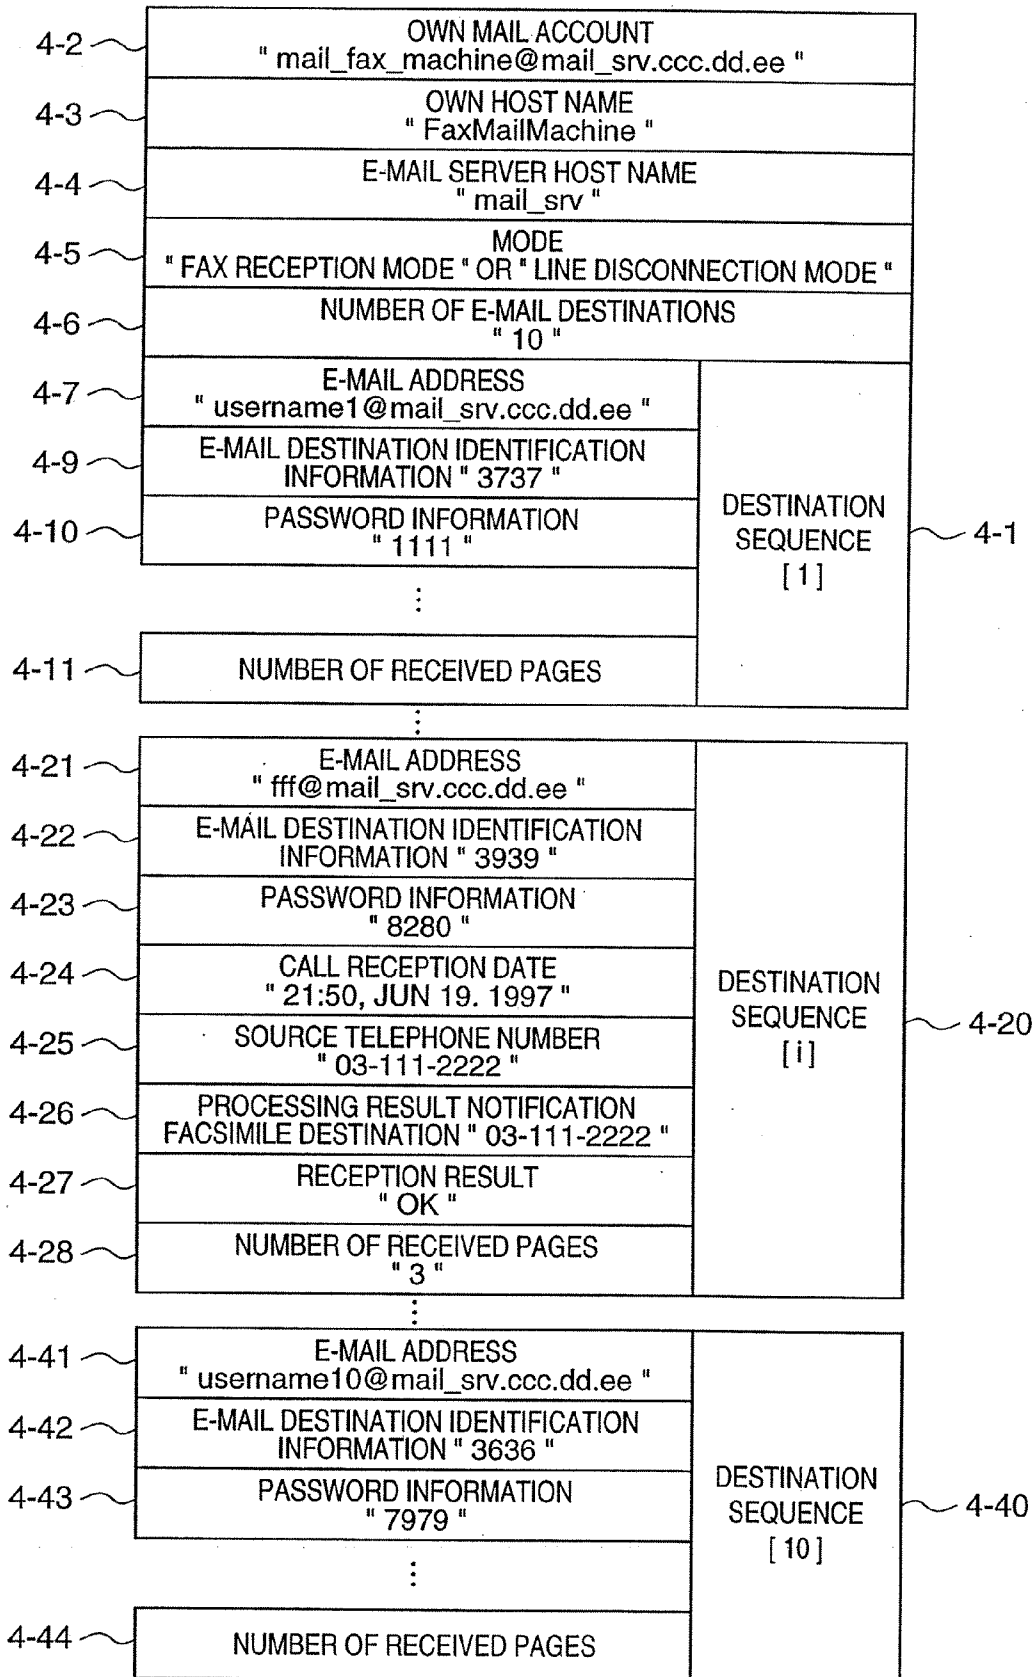 4-2
OWN MAIL ACCOUNT
" mail_fax_machine@mail_srv.ccc.dd.ee "
4-3
OWN HOST NAME
" FaxMailMachine "
4-4
E-MAIL SERVER HOST NAME
" mail_srv "
4-5
MODE
" FAX RECEPTION MODE " OR " LINE DISCONNECTION MODE "
4-6
NUMBER OF E-MAIL DESTINATIONS
" 10 "
4-7
E-MAIL ADDRESS
" username1@mail_srv.ccc.dd.ee "
4-9
E-MAIL DESTINATION IDENTIFICATION
INFORMATION " 3737 "
4-10
PASSWORD INFORMATION
" 1111 "
⋮
4-11
NUMBER OF RECEIVED PAGES
DESTINATION
SEQUENCE
[ 1 ]
4-1
⋮
4-21
E-MAIL ADDRESS
" fff@mail_srv.ccc.dd.ee "
4-22
E-MAIL DESTINATION IDENTIFICATION
INFORMATION " 3939 "
4-23
PASSWORD INFORMATION
" 8280 "
4-24
CALL RECEPTION DATE
" 21:50, JUN 19. 1997 "
4-25
SOURCE TELEPHONE NUMBER
" 03-111-2222 "
4-26
PROCESSING RESULT NOTIFICATION
FACSIMILE DESTINATION " 03-111-2222 "
4-27
RECEPTION RESULT
" OK "
4-28
NUMBER OF RECEIVED PAGES
" 3 "
DESTINATION
SEQUENCE
[ i ]
4-20
⋮
4-41
E-MAIL ADDRESS
" username10@mail_srv.ccc.dd.ee "
4-42
E-MAIL DESTINATION IDENTIFICATION
INFORMATION " 3636 "
4-43
PASSWORD INFORMATION
" 7979 "
⋮
4-44
NUMBER OF RECEIVED PAGES
DESTINATION
SEQUENCE
[ 10 ]
4-40